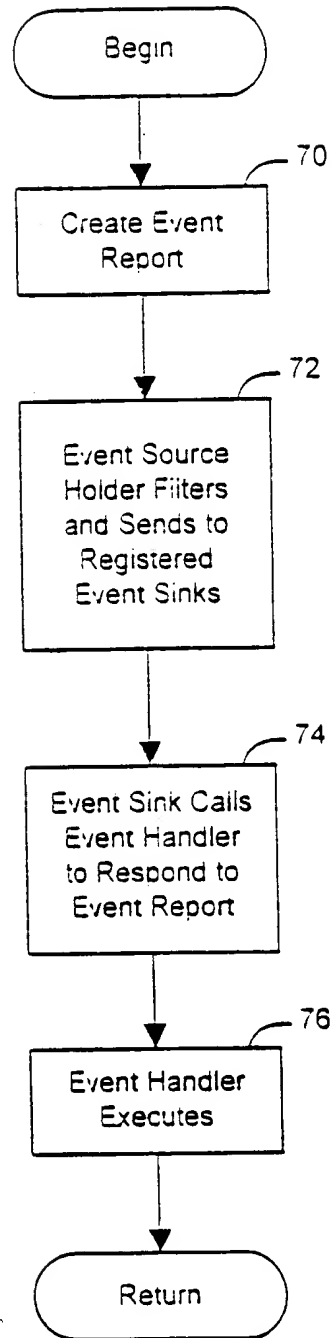 Begin
70
Create Event
Report
72
Event Source
Holder Filters
and Sends to
Registered
Event Sinks
74
Event Sink Calls
Event Handler
to Respond to
Event Report
76
Event Handler
Executes
Return